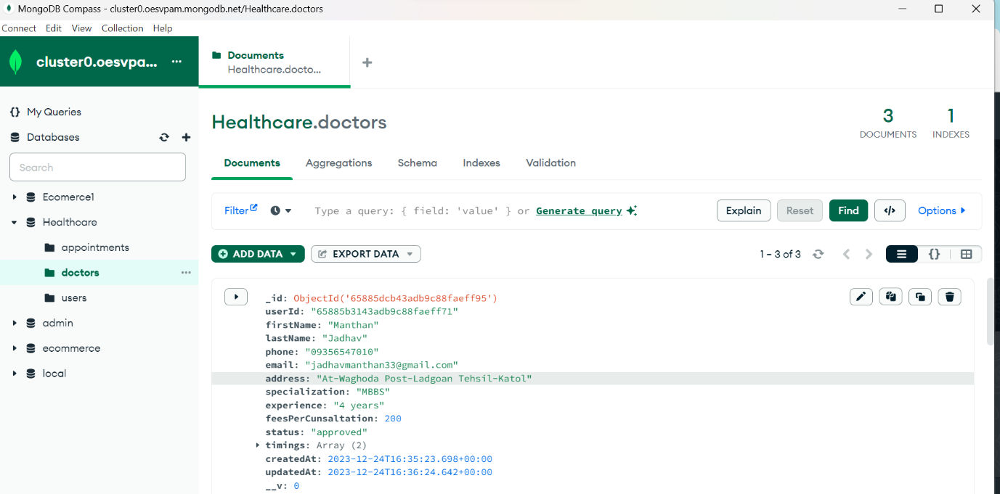 MongoDB Compass - cluster0.oesvpam.mongodb.net/Healthcare.doctors
Connect Edit View Collection Help
cluster0.oesvpa... ...
Documents
Healthcare.docto...
My Queries
Databases
Search
Ecomerce1
Healthcare
appointments
doctors
users
admin
ecommerce
local
Healthcare.doctors
3 DOCUMENTS
1 INDEXES
Documents Aggregations Schema Indexes Validation
Filter Type a query: { field: 'value' } or Generate query Explain Reset Find </> Options
ADD DATA EXPORT DATA 1 – 3 of 3 {}
_id: ObjectId('65885dcb43adb9c88faeff95')
userId: "65885b3143adb9c88faeff71"
firstName: "Manthan"
lastName: "Jadhav"
phone: "09356547010"
email: "jadhavmanthan33@gmail.com"
address: "At-Waghoda Post-Ladgoan Tehsil-Katol"
specialization: "MBBS"
experience: "4 years"
feesPerCunsaltation: 200
status: "approved"
timings: Array (2)
createdAt: 2023-12-24T16:35:23.698+00:00
updatedAt: 2023-12-24T16:36:24.642+00:00
__v: 0